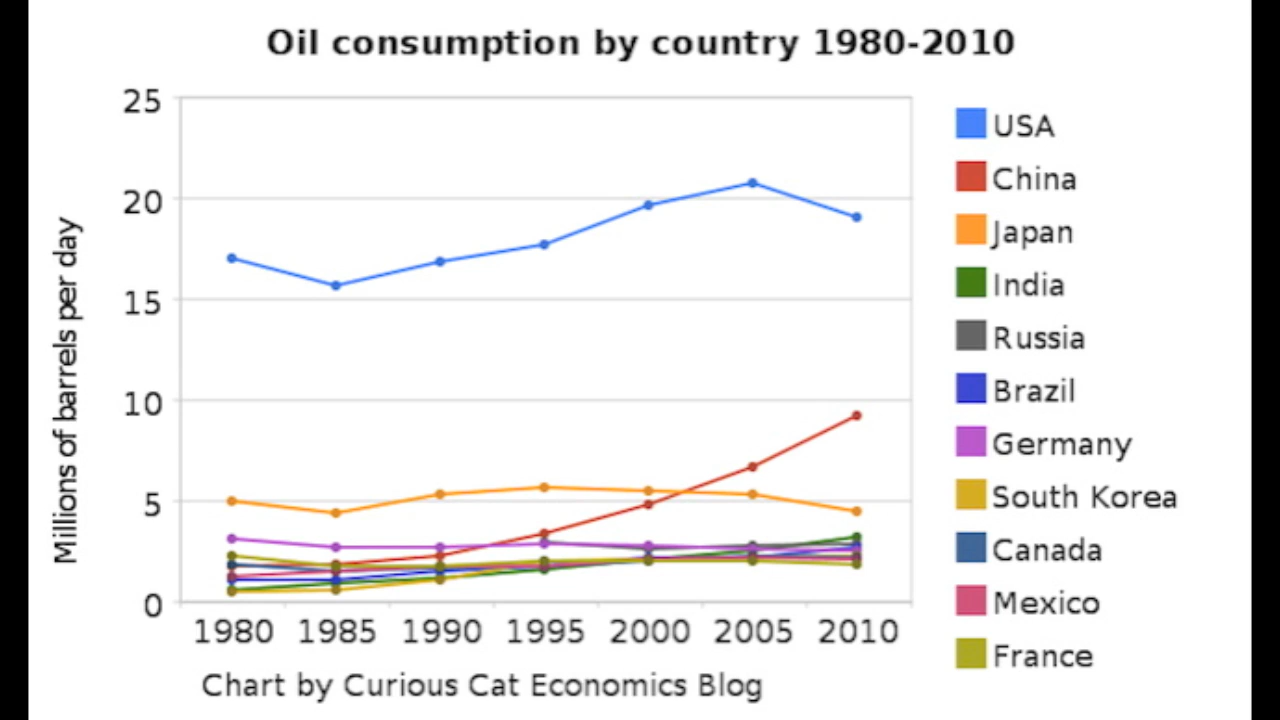 Oil consumption by country 1980-2010
Millions of barrels per day
25
20
15
10
5
0
1980 1985 1990 1995 2000 2005 2010
USA
China
Japan
India
Russia
Brazil
Germany
South Korea
Canada
Mexico
France
Chart by Curious Cat Economics Blog